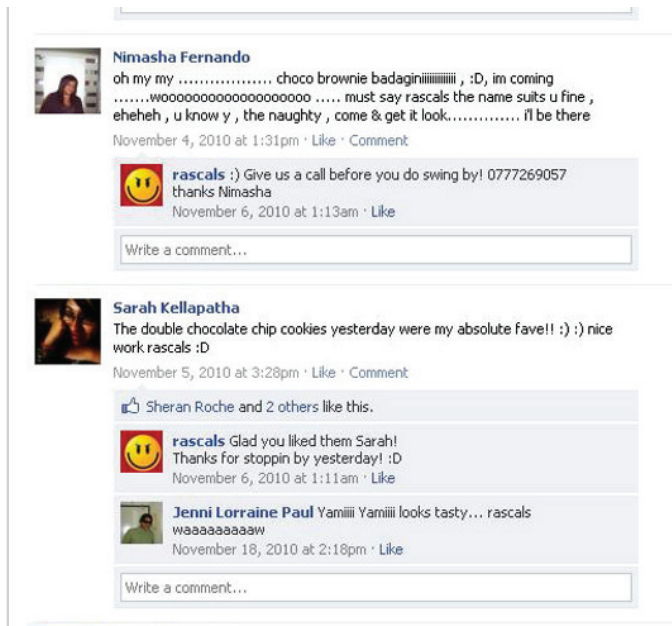 Nimasha Fernando
oh my my .................. choco brownie badaginiiiiiiiiiiiii , :D, im coming
.......woooooooooooooooooooo ..... must say rascals the name suits u fine ,
eheheh , u know y , the naughty , come & get it look.............. i'l be there
November 4, 2010 at 1:31pm · Like · Comment
rascals :) Give us a call before you do swing by! 0777269057
thanks Nimasha
November 6, 2010 at 1:13am · Like
Write a comment...
Sarah Kellapatha
The double chocolate chip cookies yesterday were my absolute fave!! :) :) nice
work rascals :D
November 5, 2010 at 3:28pm · Like · Comment
Sheran Roche and 2 others like this.
rascals Glad you liked them Sarah!
Thanks for stoppin by yesterday! :D
November 6, 2010 at 1:11am · Like
Jenni Lorraine Paul Yamiiii Yamiiii looks tasty... rascals
waaaaaaaaaw
November 18, 2010 at 2:18pm · Like
Write a comment...